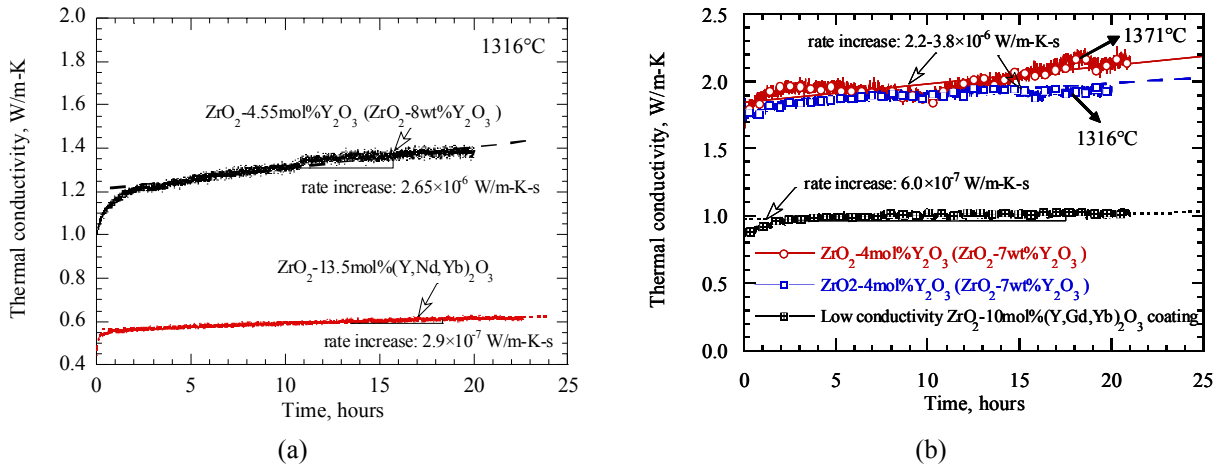 1316°C
ZrO₂-4.55mol%Y₂O₃ (ZrO₂-8wt%Y₂O₃)
rate increase: 2.65×10⁻⁶ W/m-K-s
ZrO₂-13.5mol%(Y,Nd,Yb)₂O₃
rate increase: 2.9×10⁻⁷ W/m-K-s
Thermal conductivity, W/m-K
1.6
1.4
1.2
1.0
0.8
0.6
0.4
0 5 10 15 20 25
Time, hours
(a)
2.5
2.0
1.5
1.0
0.5
0.0
Thermal conductivity, W/m-K
rate increase: 2.2-3.8×10⁻⁶ W/m-K-s
1371°C
1316°C
rate increase: 6.0×10⁻⁷ W/m-K-s
ZrO₂-4mol%Y₂O₃ (ZrO₂-7wt%Y₂O₃)
ZrO2-4mol%Y₂O₃ (ZrO₂-7wt%Y₂O₃)
Low conductivity ZrO₂-10mol%(Y,Gd,Yb)₂O₃ coating
0 5 10 15 20 25
Time, hours
(b)